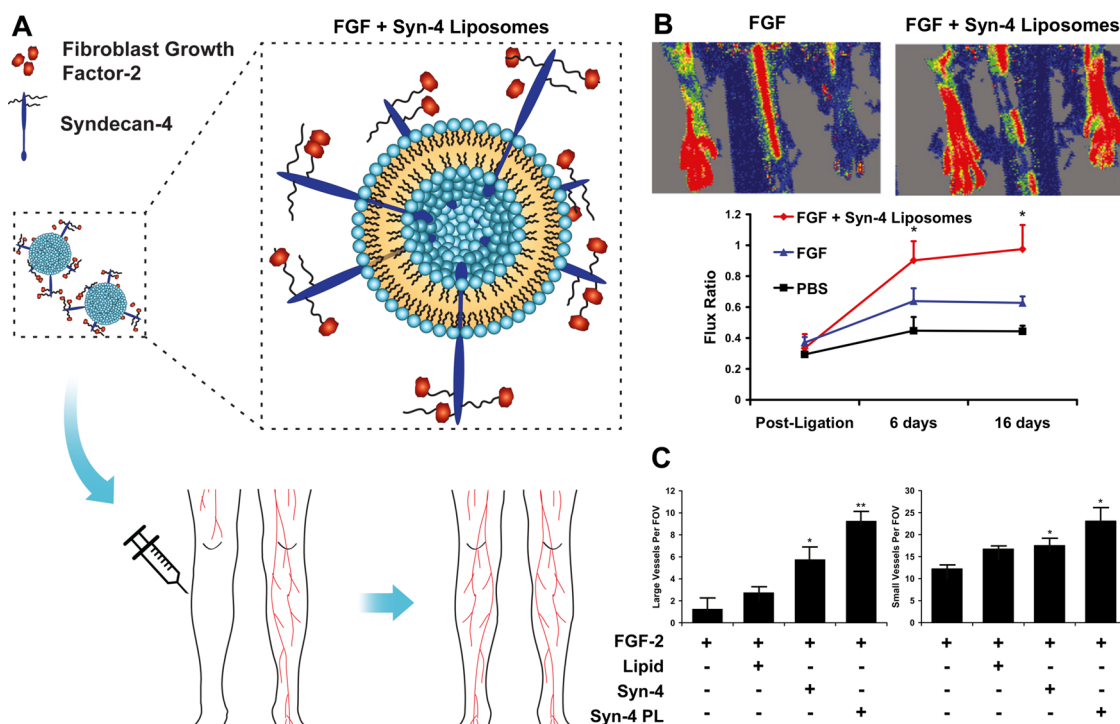 A
Fibroblast Growth
Factor-2
Syndecan-4
FGF + Syn-4 Liposomes
B
FGF
FGF + Syn-4 Liposomes
Flux Ratio
1.2
1
0.8
0.6
0.4
0.2
0
FGF + Syn-4 Liposomes
FGF
PBS
*
*
Post-Ligation 6 days 16 days
C
Large Vessels Per FOV
10
8
6
4
2
0
*
**
Small Vessels Per FOV
30
25
20
15
10
5
0
*
*
FGF-2 + + + + + + + +
Lipid - + - - - + - -
Syn-4 - - + - - - + -
Syn-4 PL - - - + - - - +